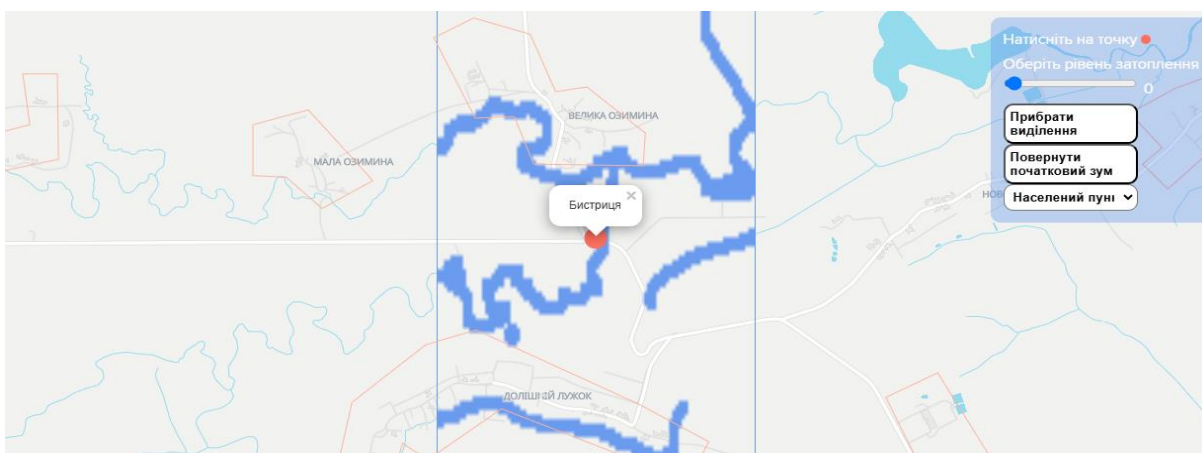 Натисніть на точку
Оберіть рівень затоплення
0
Прибрати
виділення
Повернути
початковий зум
Населений пунк
ВЕЛИКА ОЗИМИНА
МАЛА ОЗИМИНА
Бистриця
×
НОВ
ДОЛІШНІЙ ЛУЖОК